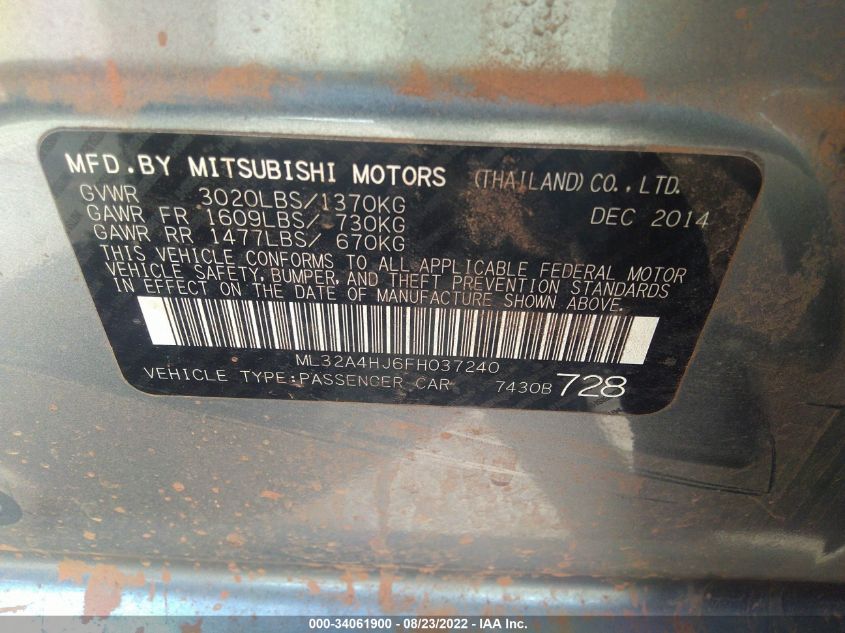 MFD.BY MITSUBISHI MOTORS (THAILAND) CO.,LTD.
GVWR 3020LBS/1370KG DEC 2014
GAWR FR 1609LBS/ 730KG
GAWR RR 1477LBS/ 670KG
THIS VEHICLE CONFORMS TO ALL APPLICABLE FEDERAL MOTOR
VEHICLE SAFETY, BUMPER, AND THEFT PREVENTION STANDARDS
IN EFFECT ON THE DATE OF MANUFACTURE SHOWN ABOVE.
ML32A4HJ6FH037240
VEHICLE TYPE:PASSENGER CAR 7430B 728
000-34061900 - 08/23/2022 - IAA Inc.